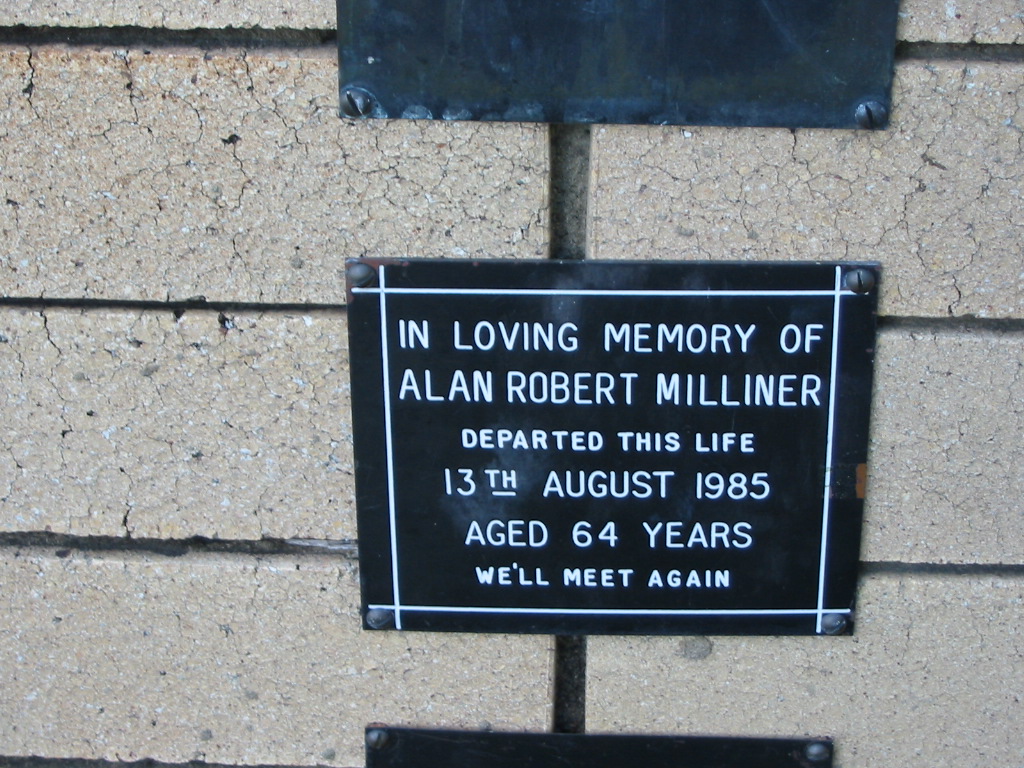 IN LOVING MEMORY OF
ALAN ROBERT MILLINER
DEPARTED THIS LIFE
13TH AUGUST 1985
AGED 64 YEARS
WE'LL MEET AGAIN